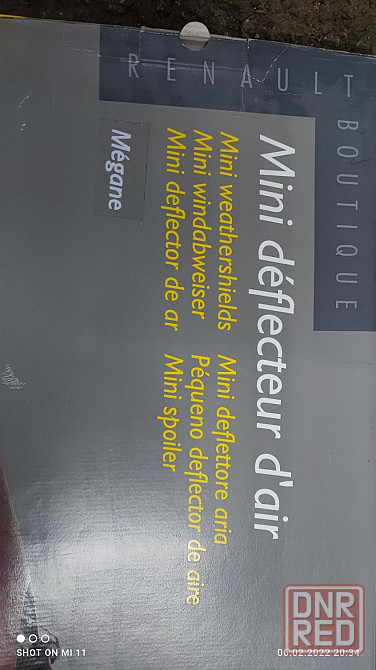 RENAULT
BOUTIQUE
Mini déflecteur d'air
Mini weathershields
Mini windabweiser
Mini deflector de ar
Mini deflettore aria
Péqueno deflector de aire
Mini spoiler
Mégane
SHOT ON MI 11
06.02.2022 20:34
DNR
RED